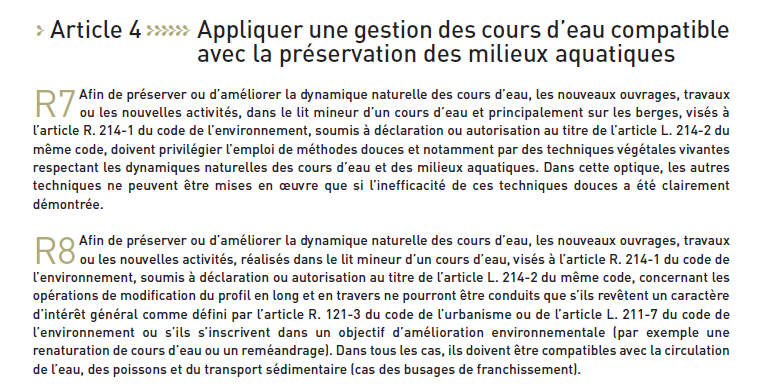 Article 4 Appliquer une gestion des cours d'eau compatible
avec la préservation des milieux aquatiques
R7 Afin de préserver ou d'améliorer la dynamique naturelle des cours d'eau, les nouveaux ouvrages, travaux
ou les nouvelles activités, dans le lit mineur d'un cours d'eau et principalement sur les berges, visés à
l'article R. 214-1 du code de l'environnement, soumis à déclaration ou autorisation au titre de l'article L. 214-2 du
même code, doivent privilégier l'emploi de méthodes douces et notamment par des techniques végétales vivantes
respectant les dynamiques naturelles des cours d'eau et des milieux aquatiques. Dans cette optique, les autres
techniques ne peuvent être mises en œuvre que si l'inefficacité de ces techniques douces a été clairement
démontrée.
R8 Afin de préserver ou d'améliorer la dynamique naturelle des cours d'eau, les nouveaux ouvrages, travaux
ou les nouvelles activités, réalisés dans le lit mineur d'un cours d'eau, visés à l'article R. 214-1 du code de
l'environnement, soumis à déclaration ou autorisation au titre de l'article L. 214-2 du même code, concernant les
opérations de modification du profil en long et en travers ne pourront être conduits que s'ils revêtent un caractère
d'intérêt général comme défini par l'article R. 121-3 du code de l'urbanisme ou de l'article L. 211-7 du code de
l'environnement ou s'ils s'inscrivent dans un objectif d'amélioration environnementale (par exemple une
renaturation de cours d'eau ou un reméandrage). Dans tous les cas, ils doivent être compatibles avec la circulation
de l'eau, des poissons et du transport sédimentaire (cas des busages de franchissement).